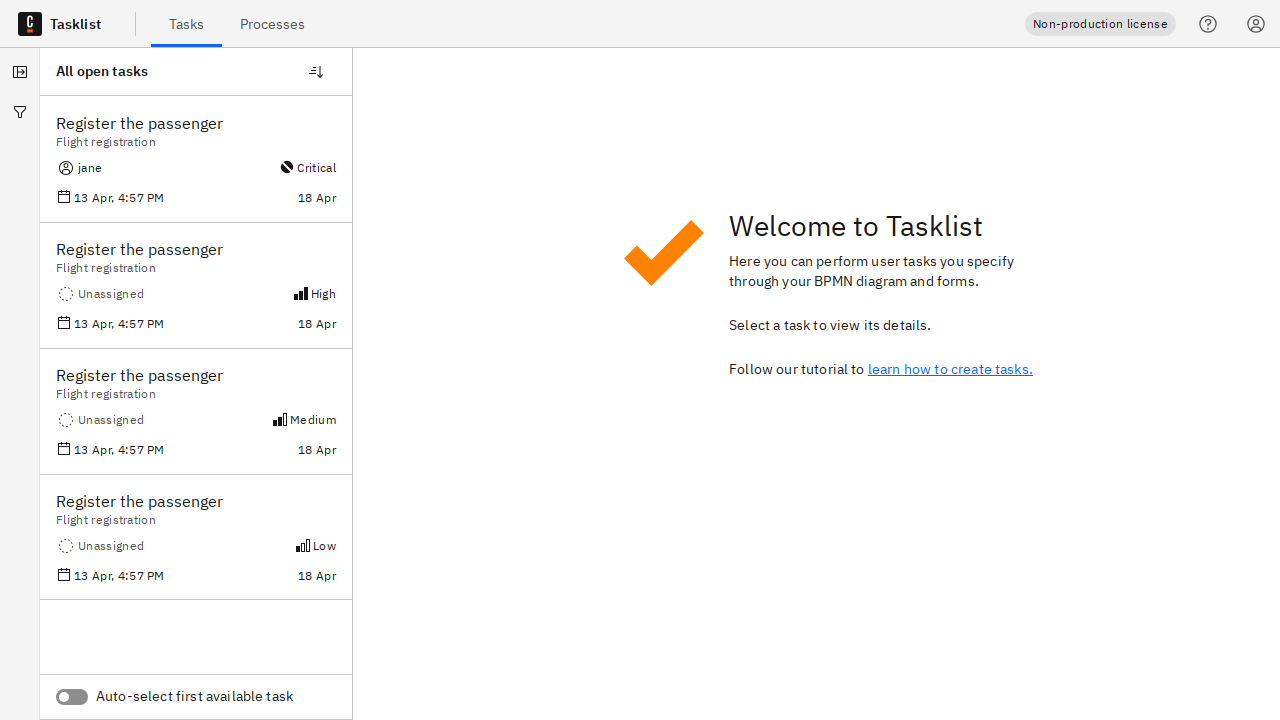 C Tasklist Tasks Processes Non-production license
All open tasks
Register the passenger
Flight registration
jane Critical
13 Apr, 4:57 PM 18 Apr
Register the passenger
Flight registration
Unassigned High
13 Apr, 4:57 PM 18 Apr
Register the passenger
Flight registration
Unassigned Medium
13 Apr, 4:57 PM 18 Apr
Register the passenger
Flight registration
Unassigned Low
13 Apr, 4:57 PM 18 Apr
Auto-select first available task
Welcome to Tasklist
Here you can perform user tasks you specify
through your BPMN diagram and forms.
Select a task to view its details.
Follow our tutorial to learn how to create tasks.